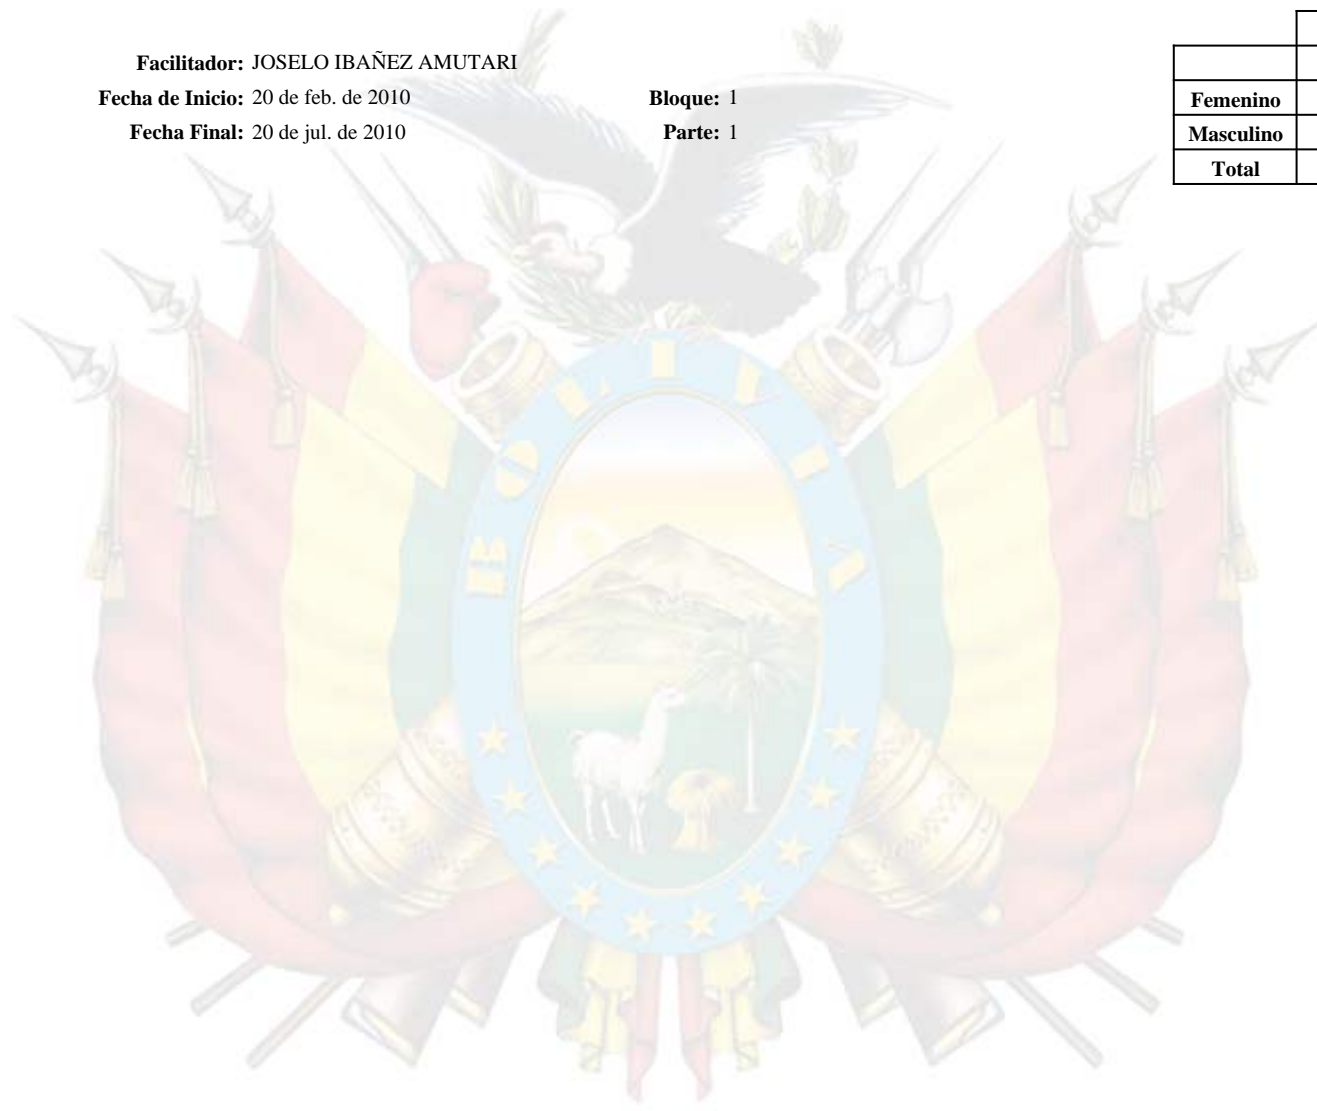 Facilitador: JOSELO IBAÑEZ AMUTARI
Fecha de Inicio: 20 de feb. de 2010 Bloque: 1
Fecha Final: 20 de jul. de 2010 Parte: 1
Femenino
Masculino
Total
BOLIVIA